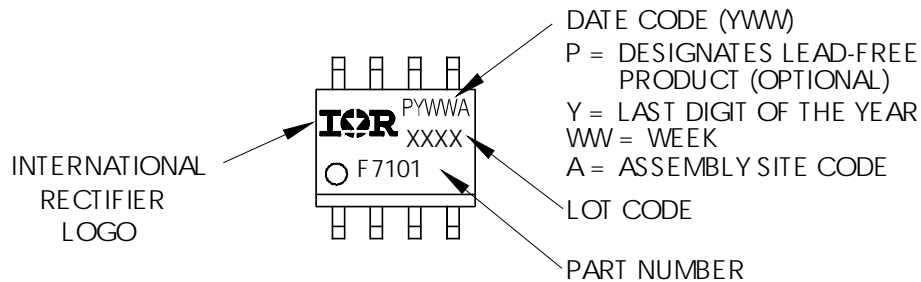 DATE CODE (YWW)
P = DESIGNATES LEAD-FREE
PRODUCT (OPTIONAL)
Y = LAST DIGIT OF THE YEAR
WW = WEEK
A = ASSEMBLY SITE CODE
LOT CODE
PART NUMBER
INTERNATIONAL
RECTIFIER
LOGO
IOR
PYWWA
XXXX
F7101